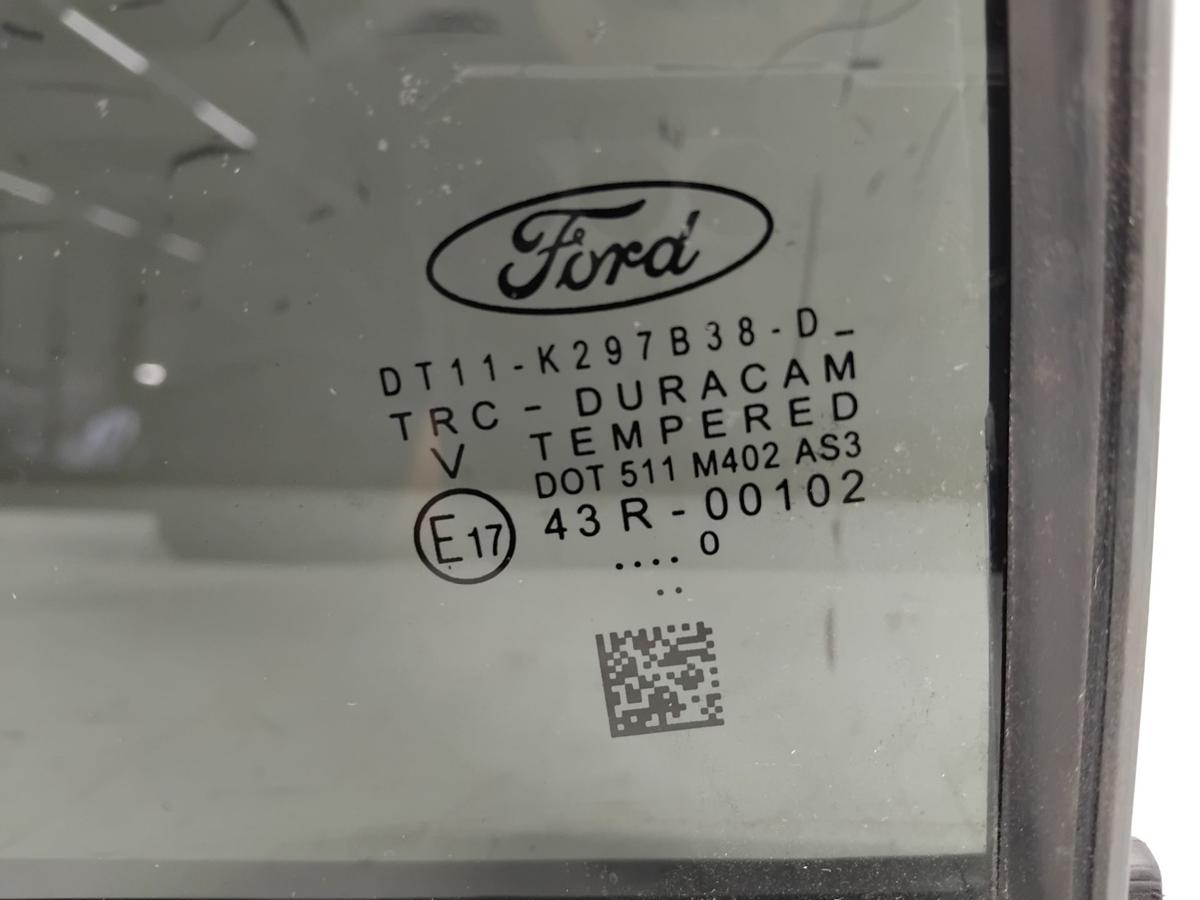 Ford
DT11-K297B38-D_
TRC - DURACAM
V TEMPERED
DOT 511 M402 AS3
E17 43R-00102
.... 0
..